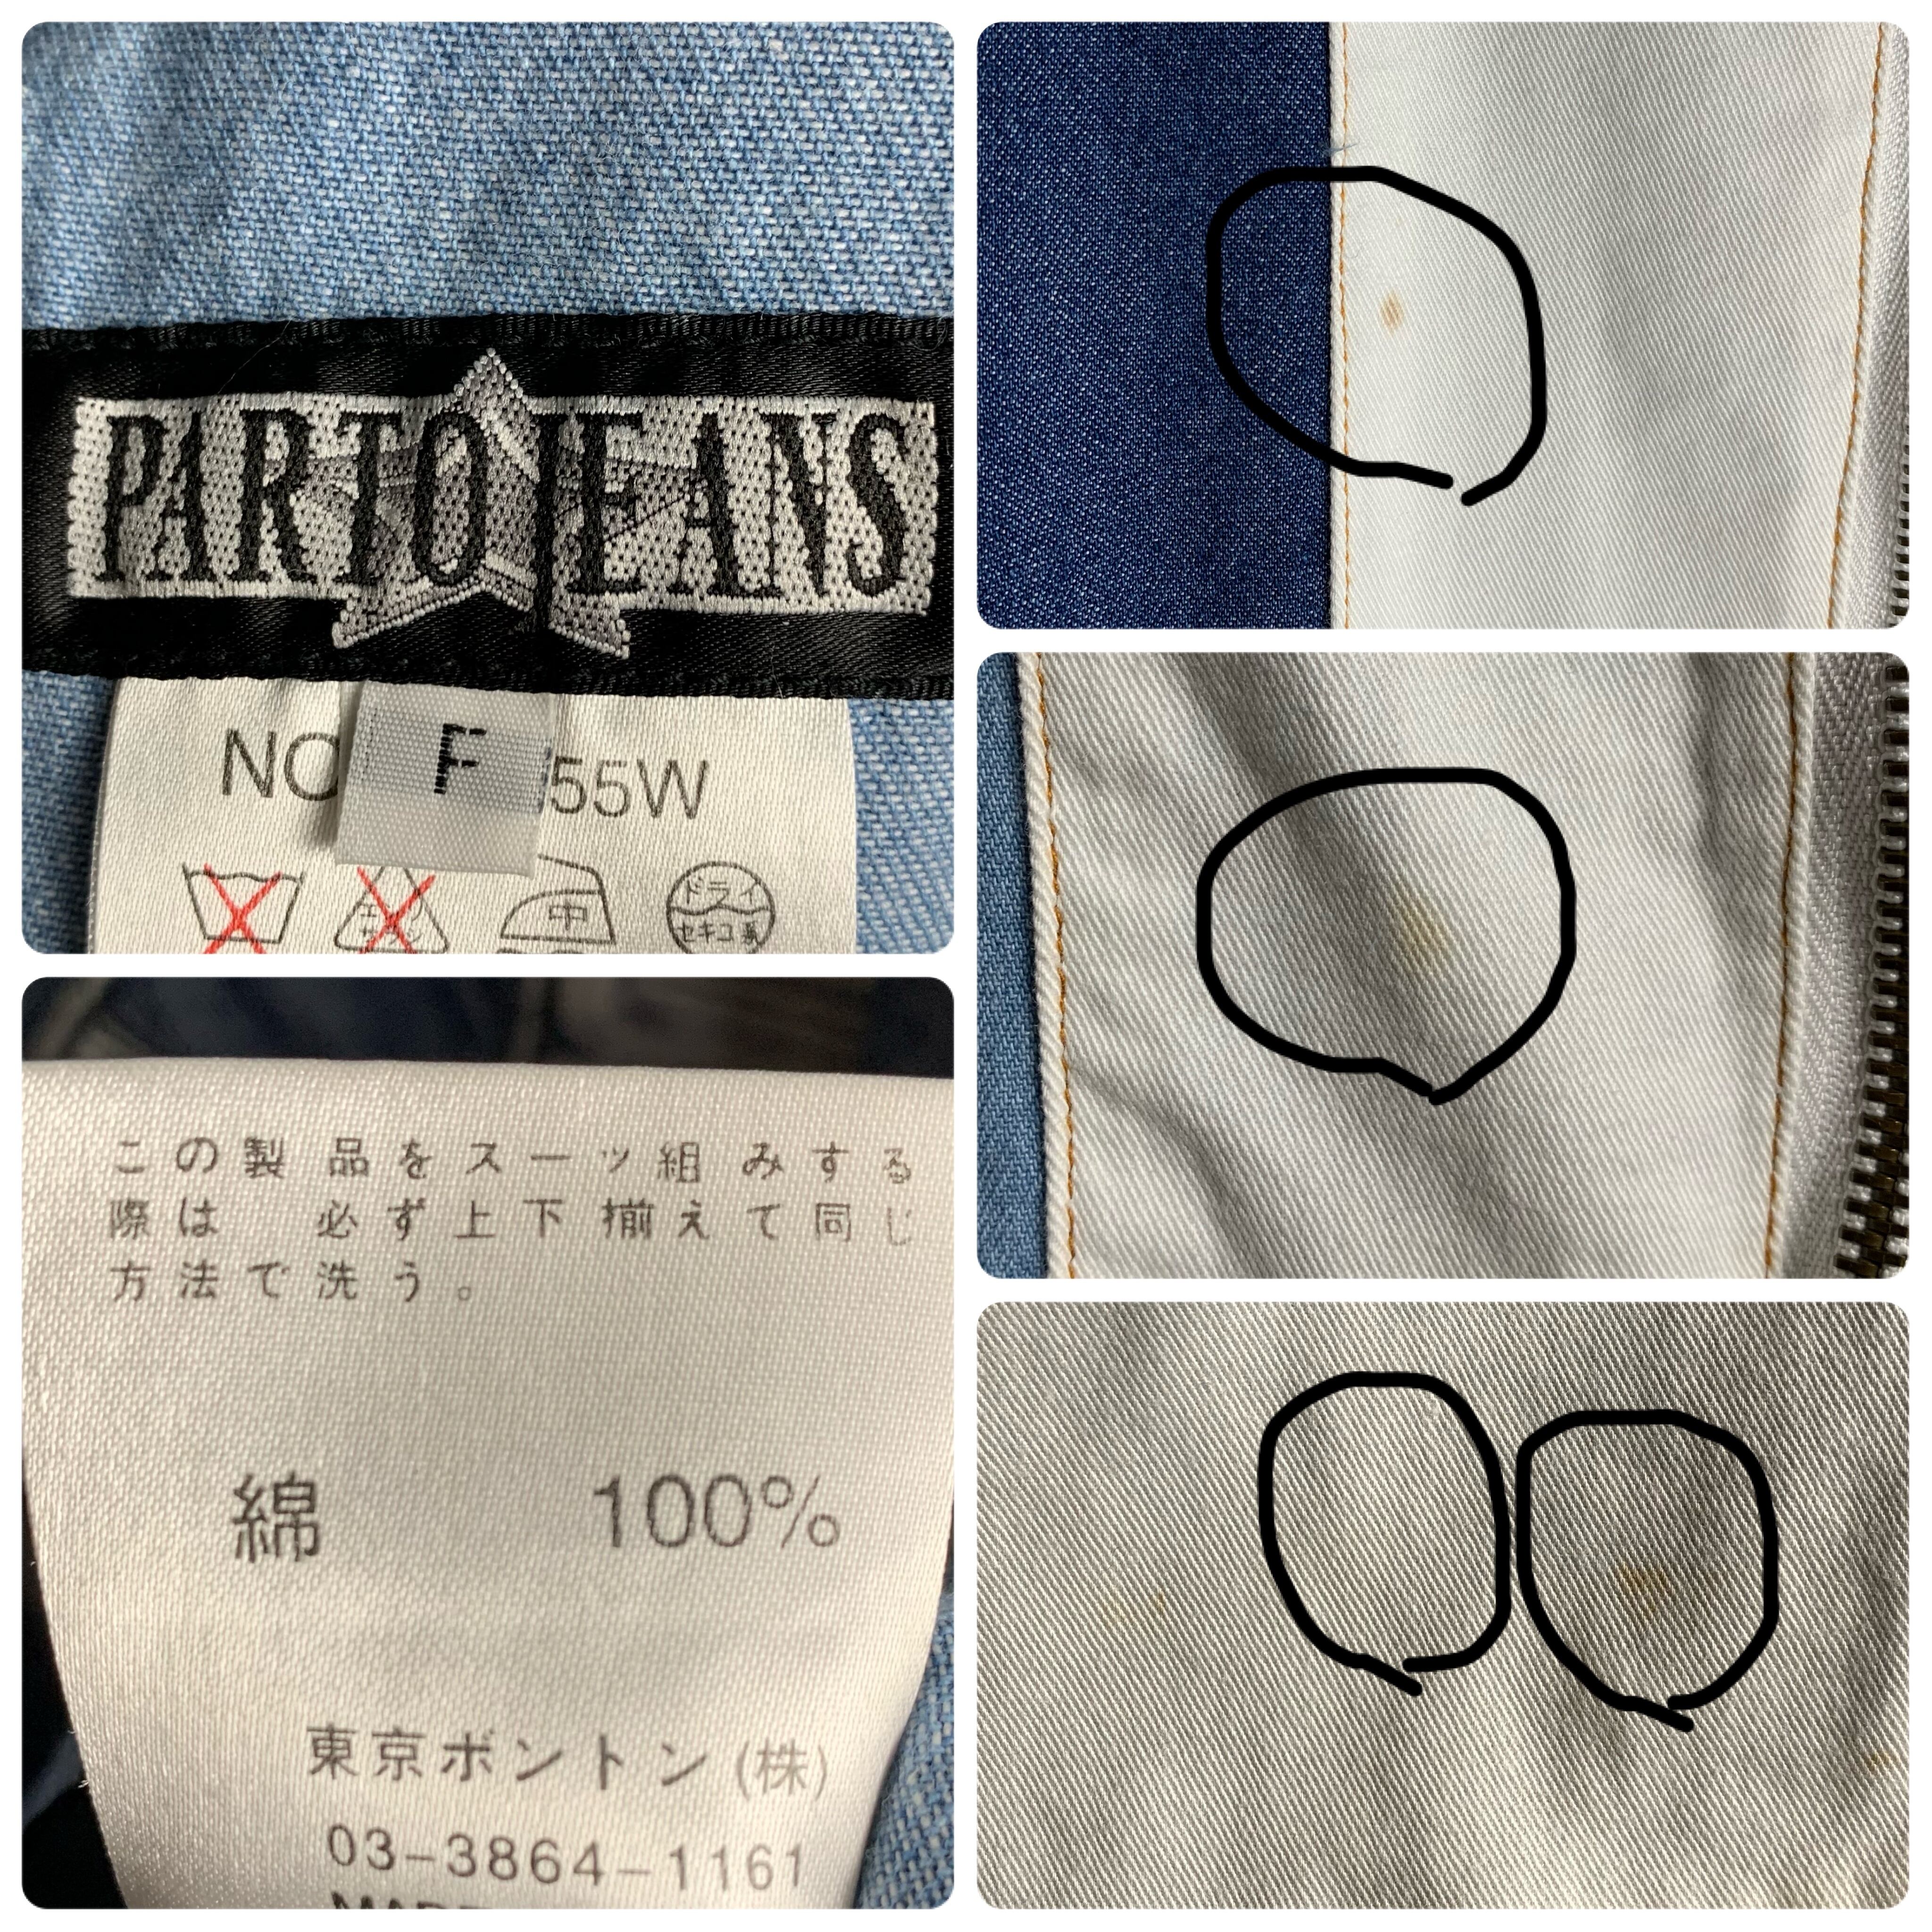 PARTO JEANS
F
NO 55W
中
ドライ
セキユ系
この製品をスーツ組みする
際は 必ず上下揃えて同じ
方法で洗う。
綿 100%
東京ボントン(株)
03-3864-1161